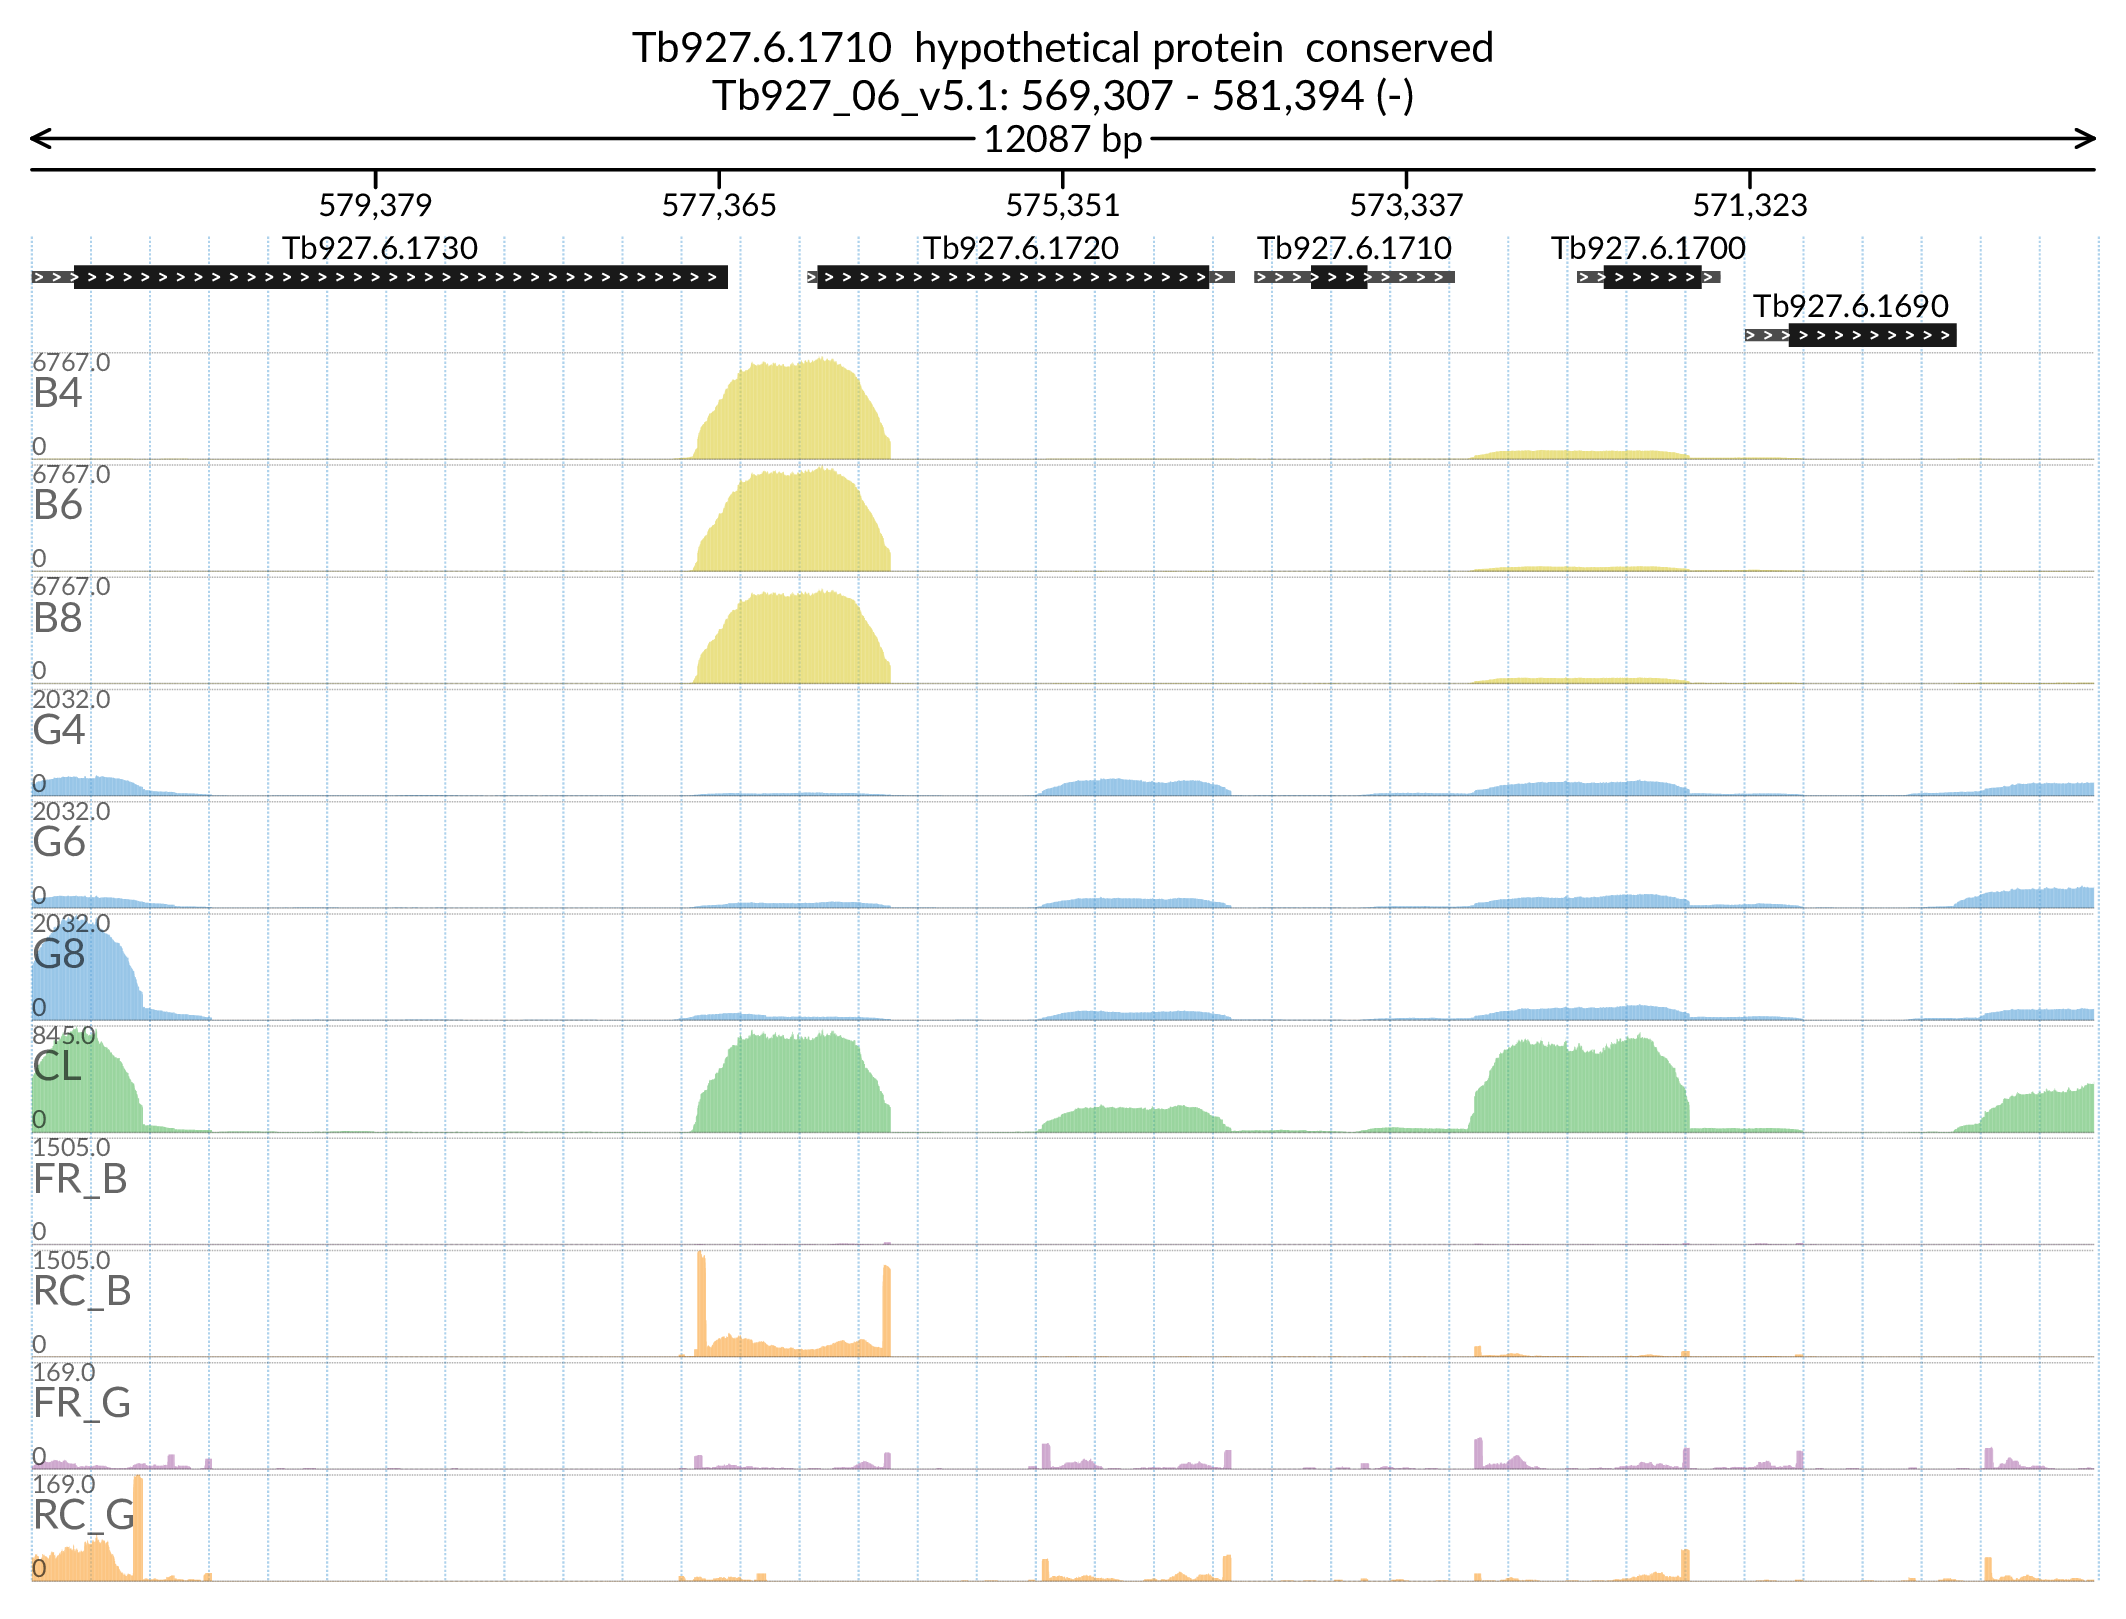 Tb927.6.1710  hypothetical protein  conserved
Tb927_06_v5.1: 569,307 - 581,394 (-)
12087 bp
579,379 577,365 575,351 573,337 571,323
Tb927.6.1730 Tb927.6.1720 Tb927.6.1710 Tb927.6.1700
Tb927.6.1690
6767.0
B4
0
6767.0
B6
0
6767.0
B8
0
2032.0
G4
0
2032.0
G6
0
2032.0
G8
0
845.0
CL
0
1505.0
FR_B
0
1505.0
RC_B
0
169.0
FR_G
0
169.0
RC_G
0